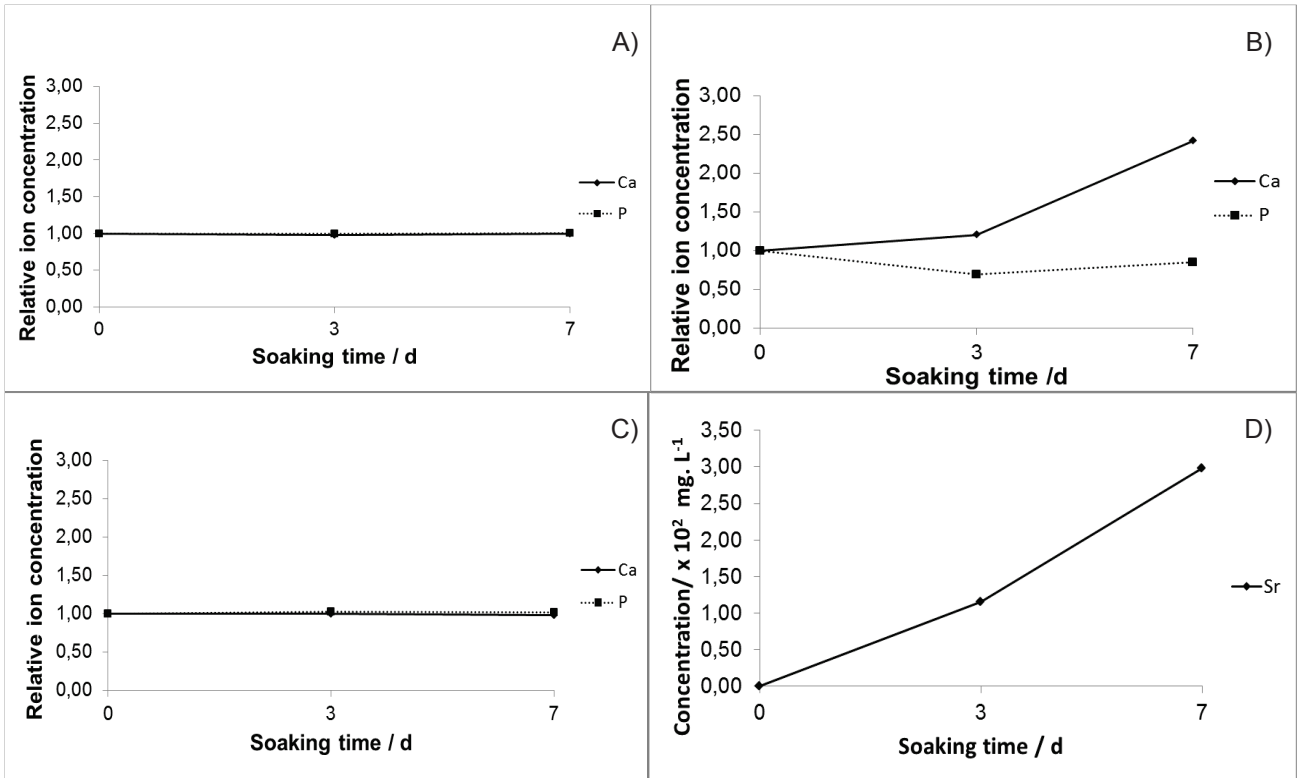 A)
Relative ion concentration
3,00
2,50
2,00
1,50
1,00
0,50
0,00
0 3 7
Soaking time / d
Ca
P
B)
Relative ion concentration
3,00
2,50
2,00
1,50
1,00
0,50
0,00
0 3 7
Soaking time /d
Ca
P
C)
Relative ion concentration
3,00
2,50
2,00
1,50
1,00
0,50
0,00
0 3 7
Soaking time / d
Ca
P
D)
Concentration/ x 10² mg. L⁻¹
3,50
3,00
2,50
2,00
1,50
1,00
0,50
0,00
0 3 7
Soaking time / d
Sr